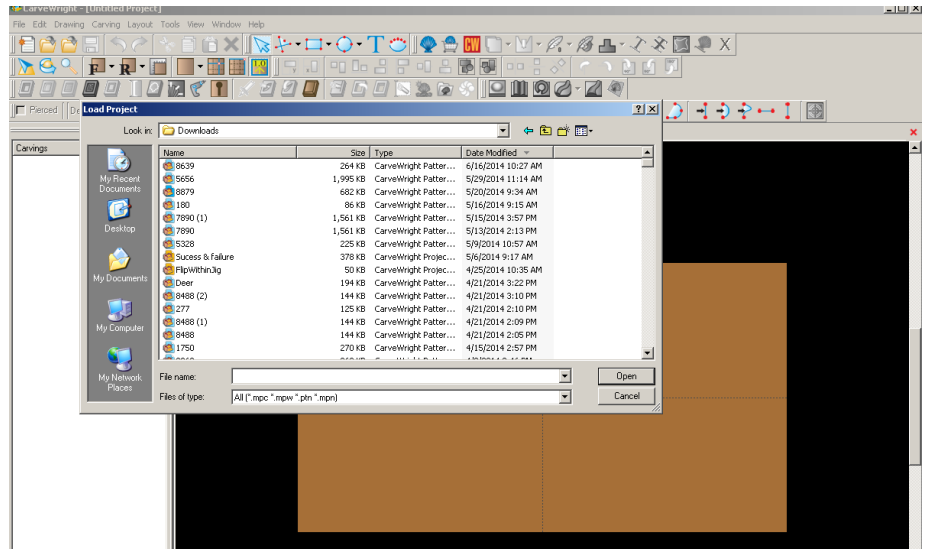 CarveWright - [Untitled Project]
File Edit Drawing Carving Layout Tools View Window Help
CW
Pierced
Load Project
Look in: Downloads
Carvings
Name Size Type Date Modified
8639 264 KB CarveWright Patter... 6/16/2014 10:27 AM
5656 1,995 KB CarveWright Patter... 5/29/2014 11:14 AM
8879 682 KB CarveWright Patter... 5/20/2014 9:34 AM
180 86 KB CarveWright Patter... 5/16/2014 9:15 AM
7890 (1) 1,561 KB CarveWright Patter... 5/15/2014 3:57 PM
7890 1,561 KB CarveWright Patter... 5/13/2014 2:13 PM
5328 225 KB CarveWright Patter... 5/9/2014 10:57 AM
Sucess & failure 378 KB CarveWright Projec... 5/6/2014 9:17 AM
FlipWithinJig 50 KB CarveWright Projec... 4/25/2014 10:35 AM
Deer 194 KB CarveWright Patter... 4/21/2014 3:22 PM
8488 (2) 144 KB CarveWright Patter... 4/21/2014 3:10 PM
277 125 KB CarveWright Patter... 4/21/2014 2:10 PM
8488 (1) 144 KB CarveWright Patter... 4/21/2014 2:09 PM
8488 144 KB CarveWright Patter... 4/21/2014 2:05 PM
1750 270 KB CarveWright Patter... 4/15/2014 2:57 PM
My Recent
Documents
Desktop
My Documents
My Computer
My Network
Places
File name:
Open
Files of type: All (*.mpc *.mpw *.ptn *.mpn)
Cancel